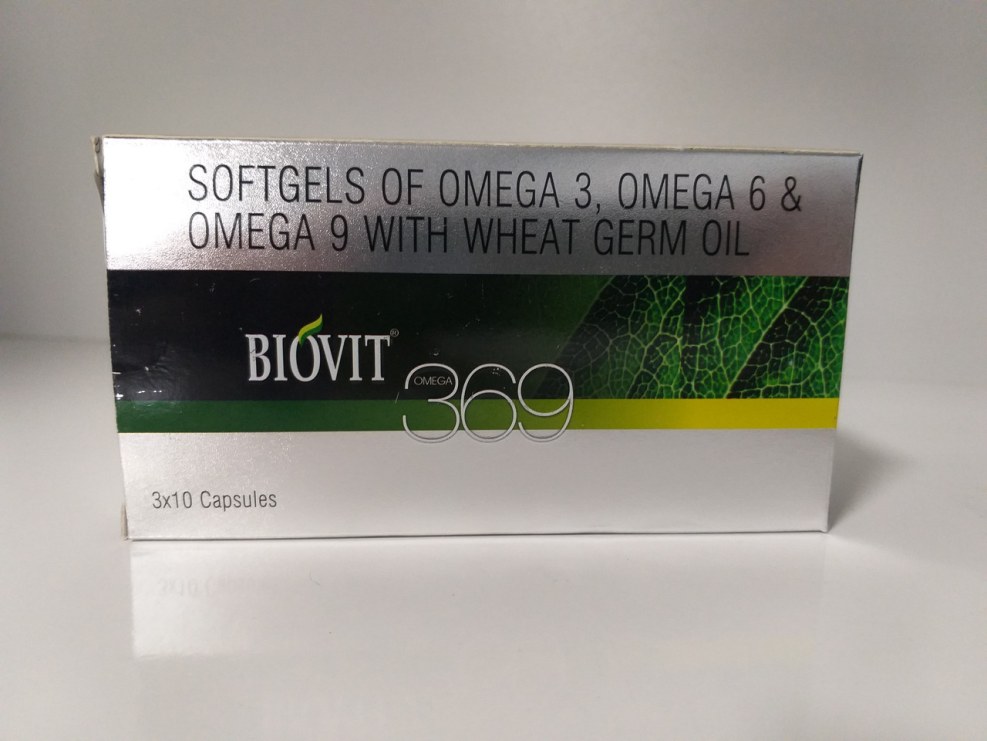 SOFTGELS OF OMEGA 3, OMEGA 6 &
OMEGA 9 WITH WHEAT GERM OIL
BIOVIT®
OMEGA
369
3x10 Capsules